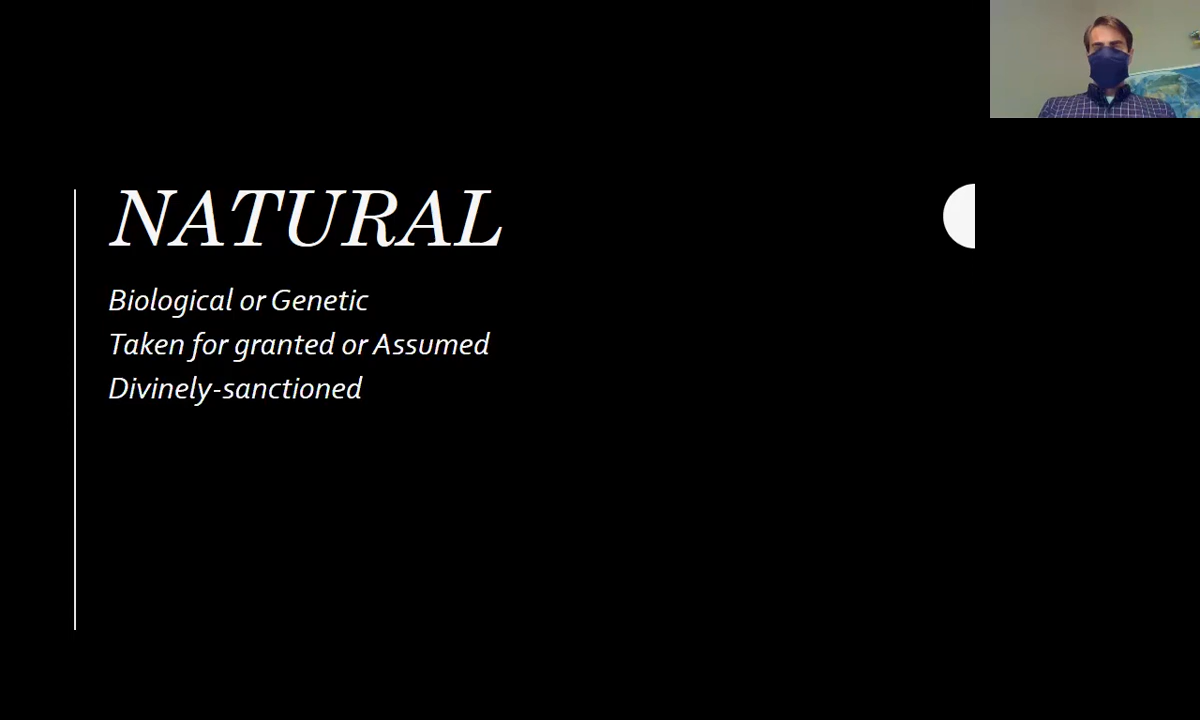 NATURAL
Biological or Genetic
Taken for granted or Assumed
Divinely-sanctioned